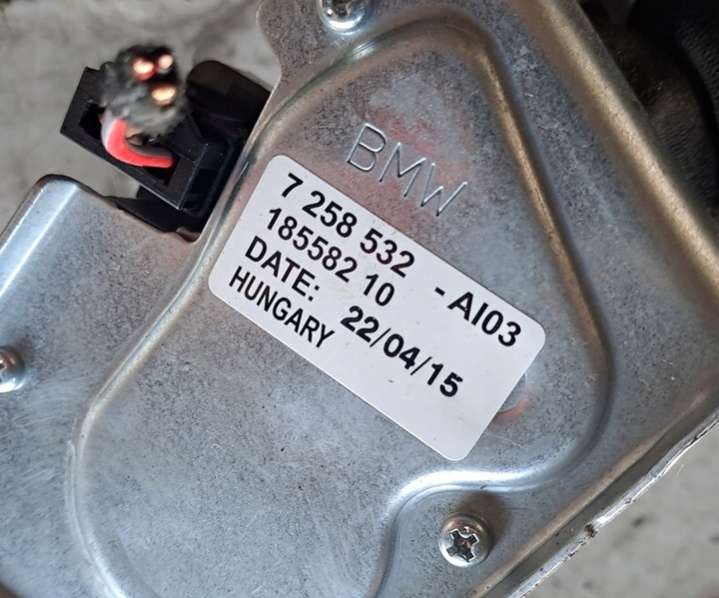 BMW
7 258 532 - AI03
185582 10
DATE: 22/04/15
HUNGARY